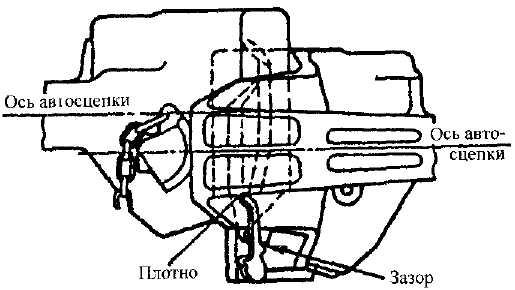 Ось автосцепки
Ось авто-
сцепки
Плотно
Зазор